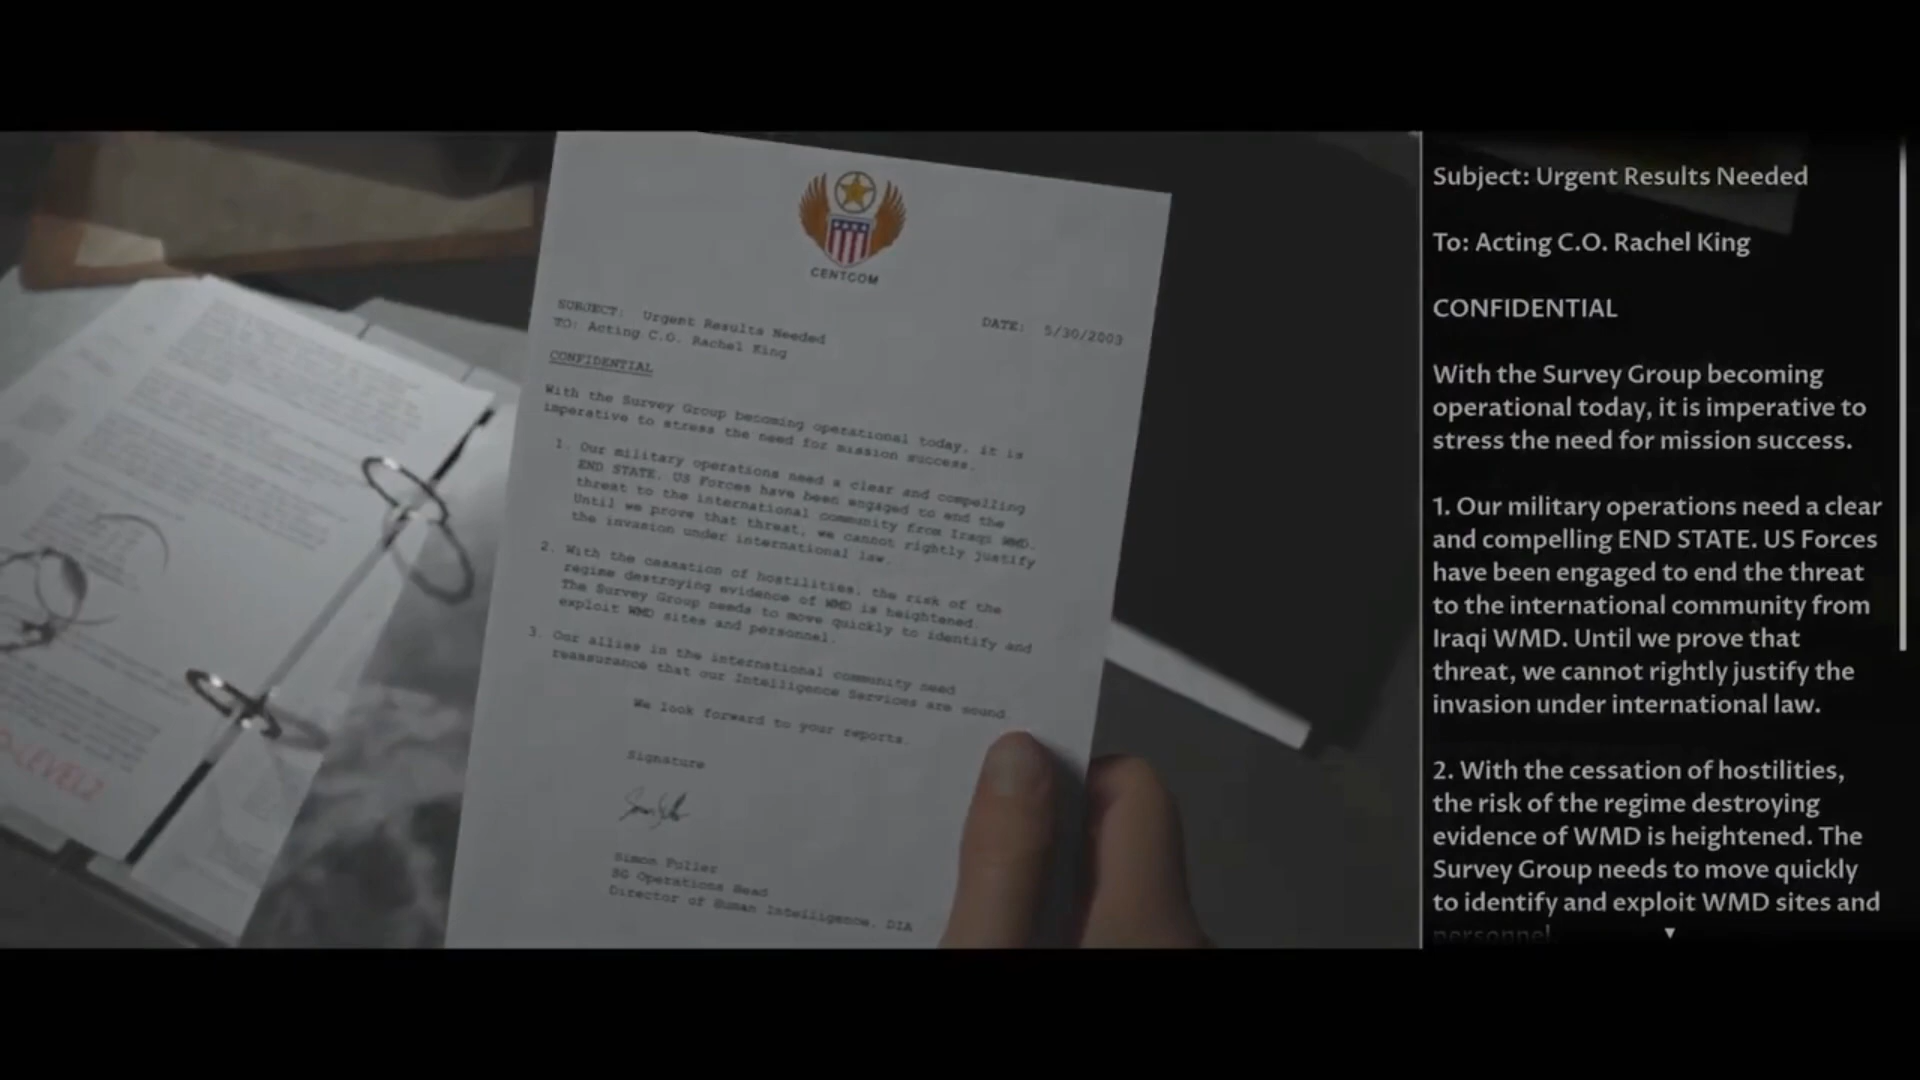 CENTCOM
SUBJECT: Urgent Results Needed
TO: Acting C.O. Rachel King
DATE: 5/30/2003
CONFIDENTIAL
With the Survey Group becoming operational today, it is
imperative to stress the need for mission success.
1. Our military operations need a clear and compelling
END STATE. US Forces have been engaged to end the
threat to the international community from Iraqi WMD.
Until we prove that threat, we cannot rightly justify
the invasion under international law.
2. With the cessation of hostilities, the risk of the
regime destroying evidence of WMD is heightened.
The Survey Group needs to move quickly to identify and
exploit WMD sites and personnel.
3. Our allies in the international community need
reassurance that our Intelligence Services are sound.
We look forward to your reports.
Signature
Simon Fuller
SG Operations Head
Director of Human Intelligence, DIA
Subject: Urgent Results Needed
To: Acting C.O. Rachel King
CONFIDENTIAL
With the Survey Group becoming
operational today, it is imperative to
stress the need for mission success.
1. Our military operations need a clear
and compelling END STATE. US Forces
have been engaged to end the threat
to the international community from
Iraqi WMD. Until we prove that
threat, we cannot rightly justify the
invasion under international law.
2. With the cessation of hostilities,
the risk of the regime destroying
evidence of WMD is heightened. The
Survey Group needs to move quickly
to identify and exploit WMD sites and
personnel.